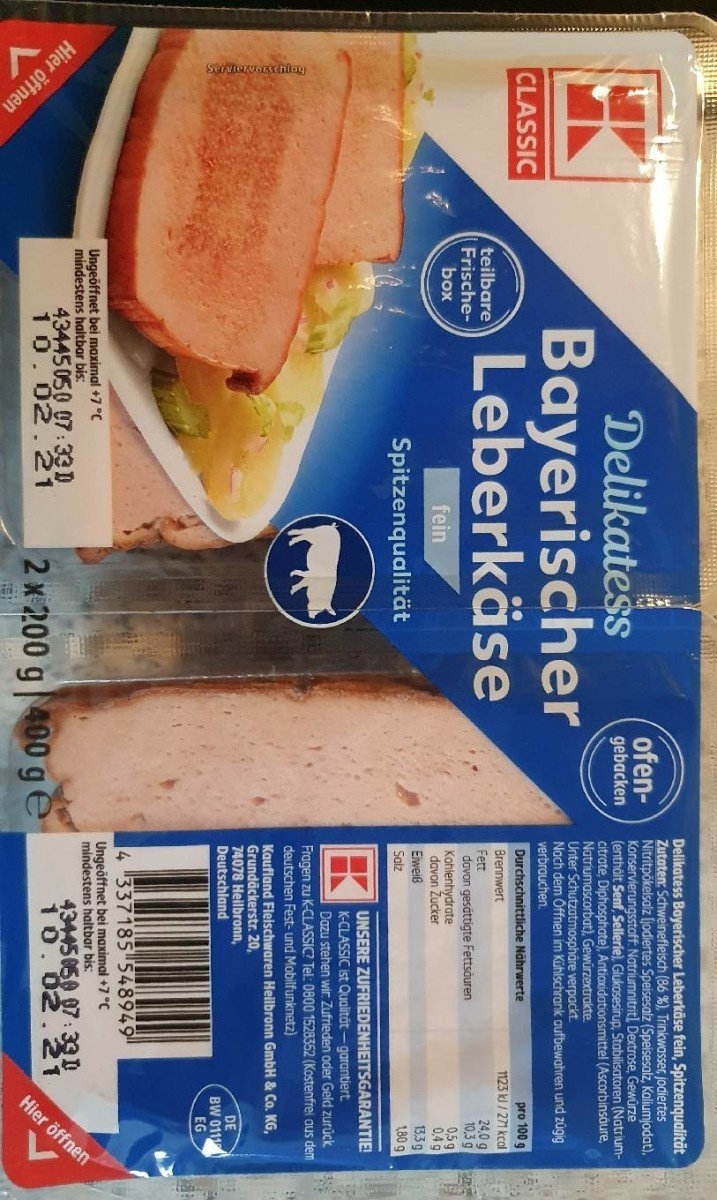 K
CLASSIC
Delikatess
Bayerischer
Leberkäse
fein
Spitzenqualität
teilbare
Frische-
box
ofen-
gebacken
Serviervorschlag
Hier öffnen
Ungeöffnet bei maximal +7 °C
mindestens haltbar bis:
43445050 07:33 D
10.02.21
2 x 200 g | 400 g e
Delikatess Bayerischer Leberkäse fein, Spitzenqualität
Zutaten: Schweinefleisch (86 %), Trinkwasser, jodiertes
Nitritpökelsalz [jodiertes Speisesalz (Speisesalz, Kaliumjodat),
Konservierungsstoff: Natriumnitrit], Dextrose, Gewürze
(enthält Senf, Sellerie), Glukosesirup, Stabilisatoren (Natrium-
citrate, Diphosphate), Antioxidationsmittel (Ascorbinsäure,
Natriumascorbat), Gewürzextrakte.
Unter Schutzatmosphäre verpackt.
Nach dem Öffnen im Kühlschrank aufbewahren und zügig
verbrauchen.
Durchschnittliche Nährwerte pro 100 g
Brennwert 1123 kJ / 271 kcal
Fett 24,0 g
davon gesättigte Fettsäuren 10,3 g
Kohlenhydrate 0,5 g
davon Zucker 0,4 g
Eiweiß 13,3 g
Salz 1,80 g
K
UNSERE ZUFRIEDENHEITSGARANTIE!
K-CLASSIC ist Qualität – garantiert.
Dazu stehen wir. Zufrieden oder Geld zurück.
Fragen zu K-CLASSIC? Tel.: 0800 1528352 (Kostenfrei aus dem
deutschen Fest- und Mobilfunknetz)
Kaufland Fleischwaren Heilbronn GmbH & Co. KG,
Grundäckerstr. 20,
74078 Heilbronn,
Deutschland
DE
EG
4 337185 548949
Ungeöffnet bei maximal +7 °C
mindestens haltbar bis:
43445050 07:33 D
10.02.21
Hier öffnen